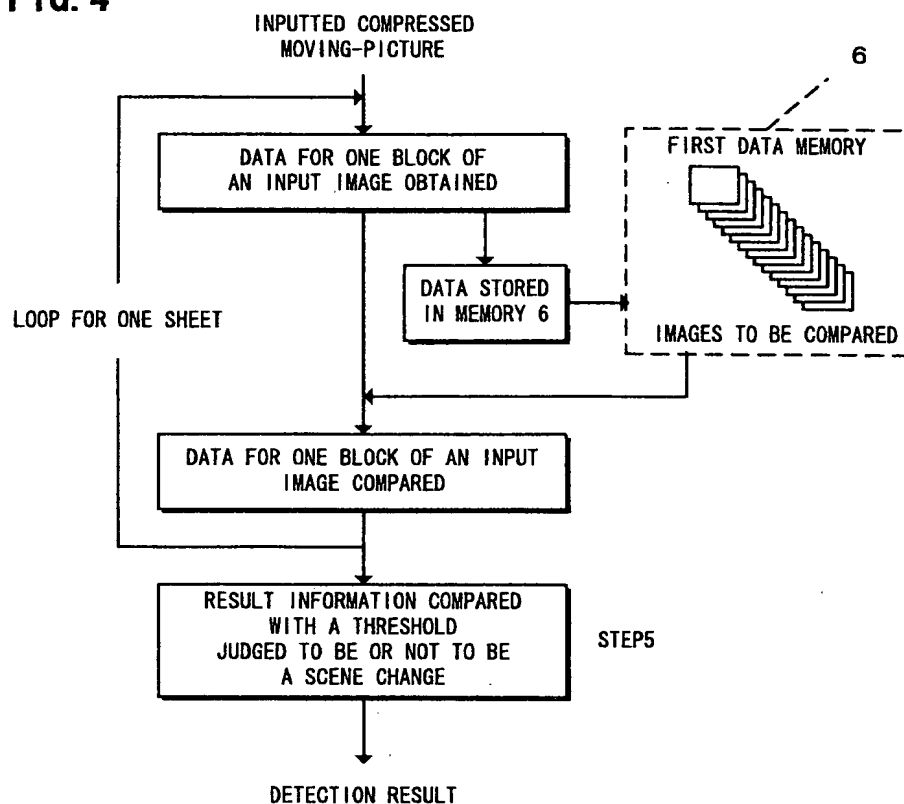 FIG. 4
INPUTTED COMPRESSED
MOVING-PICTURE
6
DATA FOR ONE BLOCK OF
AN INPUT IMAGE OBTAINED
FIRST DATA MEMORY
DATA STORED
IN MEMORY 6
LOOP FOR ONE SHEET
IMAGES TO BE COMPARED
DATA FOR ONE BLOCK OF AN INPUT
IMAGE COMPARED
RESULT INFORMATION COMPARED
WITH A THRESHOLD
JUDGED TO BE OR NOT TO BE
A SCENE CHANGE
STEP5
DETECTION RESULT